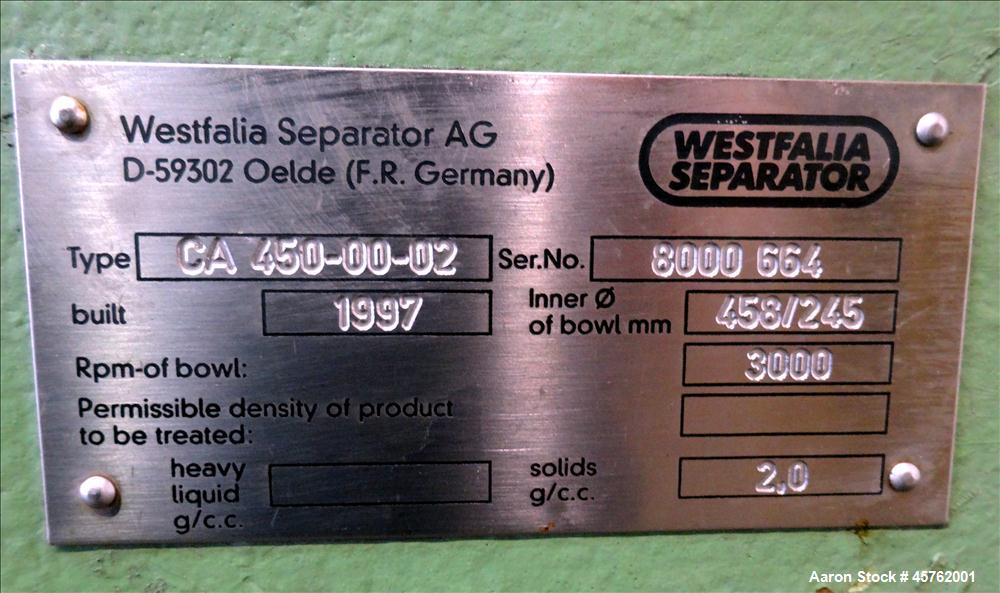 Westfalia Separator AG
D-59302 Oelde (F.R. Germany)
WESTFALIA
SEPARATOR
Type CA 450-00-02 Ser.No. 8000 664
built 1997
Inner Ø
of bowl mm 458/245
Rpm-of bowl: 3000
Permissible density of product
to be treated:
heavy
liquid
g/c.c.
solids
g/c.c. 2,0
Aaron Stock # 45762001